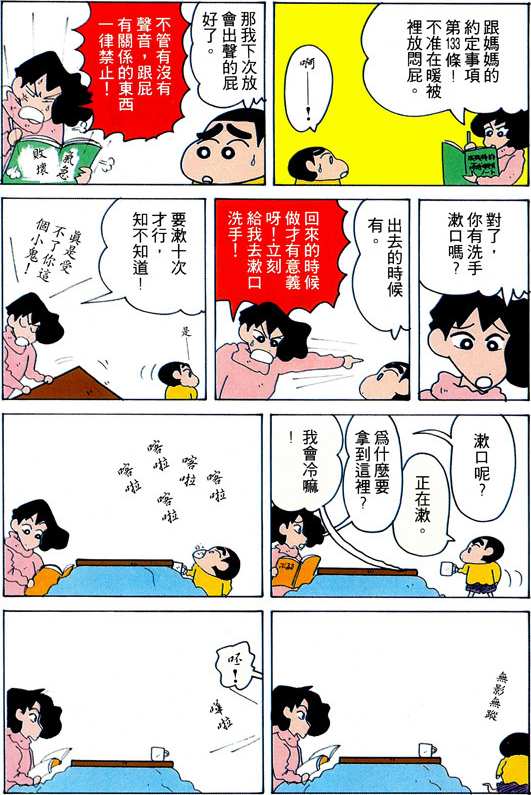 跟媽媽的
約定事項
第133條！
不准在暖被
裡放悶屁。
啊——！
那我下次放
會出聲的屁
好了。
不管有沒有
聲音，跟屁
有關係的東西
一律禁止！
氣急
敗壞
對了，
你有洗手
漱口嗎？
出去的時候
有。
回來的時候
做才有意義
呀！立刻
給我去漱口
洗手！
要漱十次
才行，
知不知道！
是
真是受
不了你這
個小鬼！
漱口呢？
正在漱。
爲什麼要
拿到這裡？
我會冷嘛
！
喀啦
喀啦
喀啦
喀啦
喀啦
無影無蹤
呸！
嘩啦